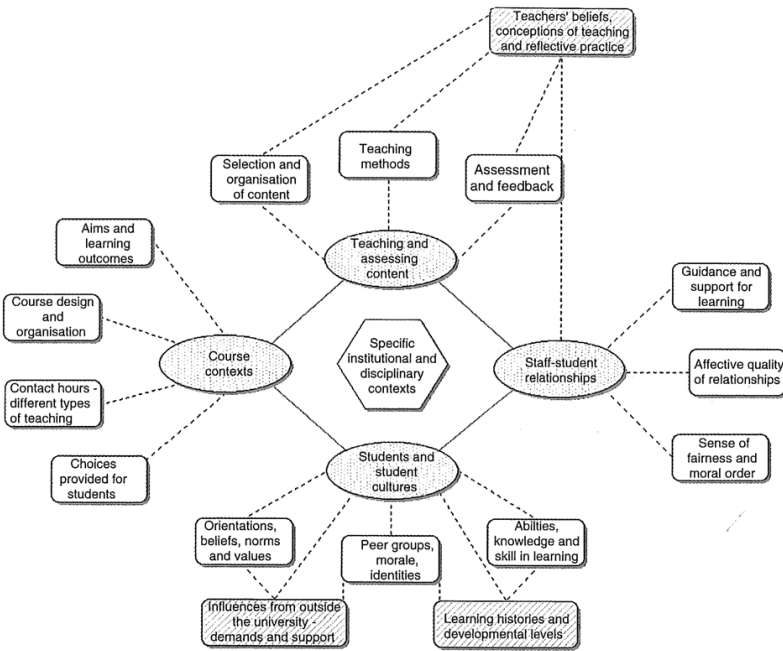 Teachers' beliefs,
conceptions of teaching
and reflective practice
Selection and
organisation
of content
Teaching
methods
Assessment
and feedback
Aims and
learning
outcomes
Teaching and
assessing
content
Guidance and
support for
learning
Course design
and
organisation
Course
contexts
Specific
institutional and
disciplinary
contexts
Staff-student
relationships
Affective quality
of relationships
Contact hours -
different types
of teaching
Choices
provided for
students
Students and
student
cultures
Sense of
fairness and
moral order
Orientations,
beliefs, norms
and values
Peer groups,
morale,
identities
Abilties,
knowledge and
skill in learning
Influences from outside
the university -
demands and support
Learning histories and
developmental levels